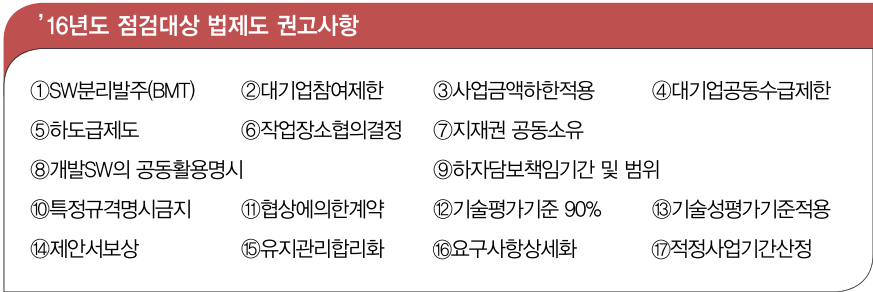 ’16년도 점검대상 법제도 권고사항
①SW분리발주(BMT) ②대기업참여제한 ③사업금액하한적용 ④대기업공동수급제한
⑤하도급제도 ⑥작업장소협의결정 ⑦지재권 공동소유
⑧개발SW의 공동활용명시 ⑨하자담보책임기간 및 범위
⑩특정규격명시금지 ⑪협상에의한계약 ⑫기술평가기준 90% ⑬기술성평가기준적용
⑭제안서보상 ⑮유지관리합리화 ⑯요구사항상세화 ⑰적정사업기간산정